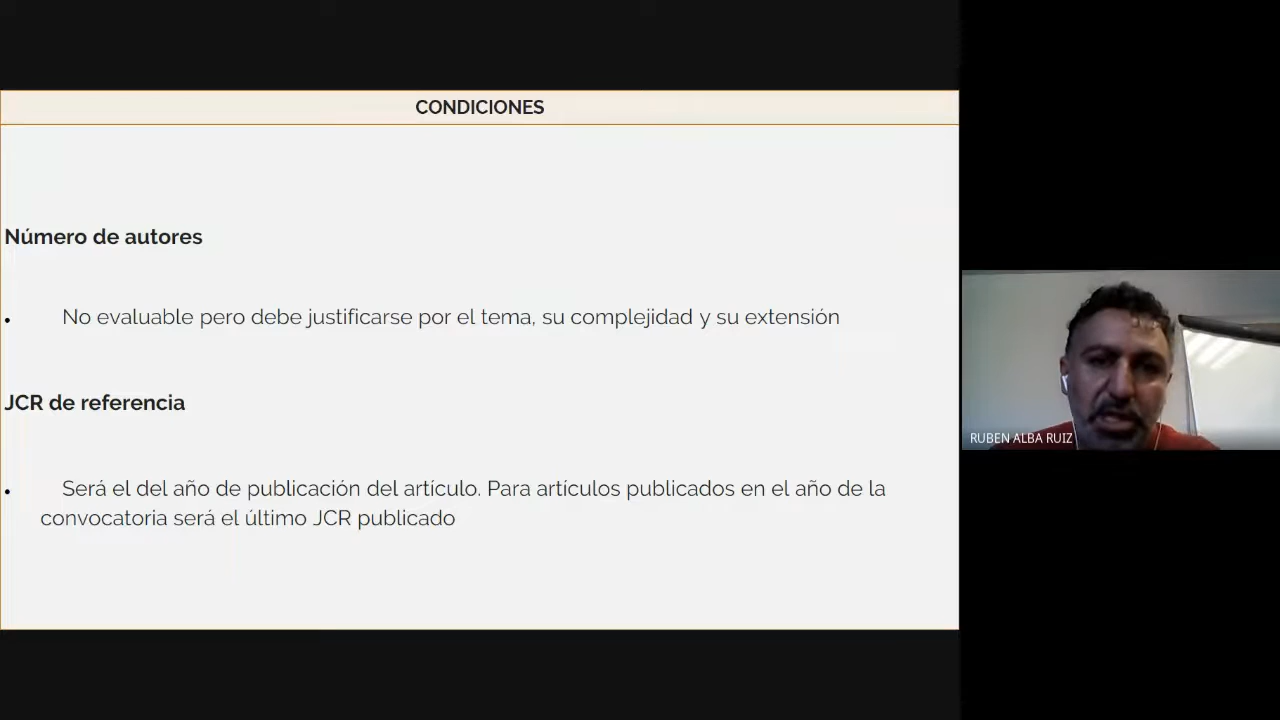 CONDICIONES
Número de autores
• No evaluable pero debe justificarse por el tema, su complejidad y su extensión
JCR de referencia
• Será el del año de publicación del artículo. Para artículos publicados en el año de la
convocatoria será el último JCR publicado
RUBEN ALBA RUIZ